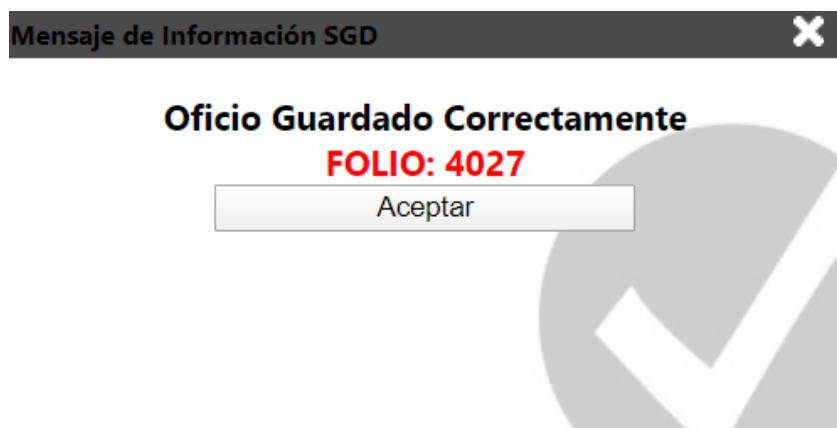 Mensaje de Información SGD
Oficio Guardado Correctamente
FOLIO: 4027
Aceptar